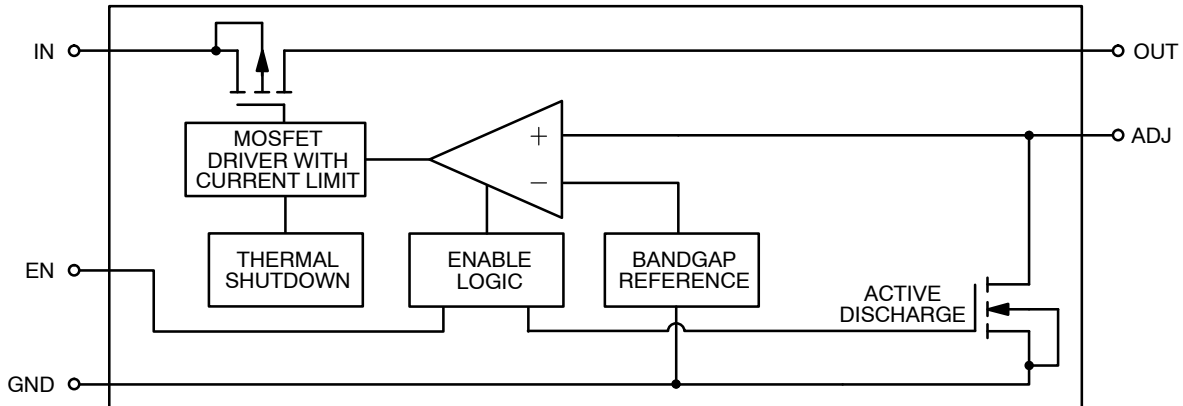 IN
OUT
+
ADJ
MOSFET
DRIVER WITH
CURRENT LIMIT
−
THERMAL
SHUTDOWN
ENABLE
LOGIC
BANDGAP
REFERENCE
EN
ACTIVE
DISCHARGE
GND